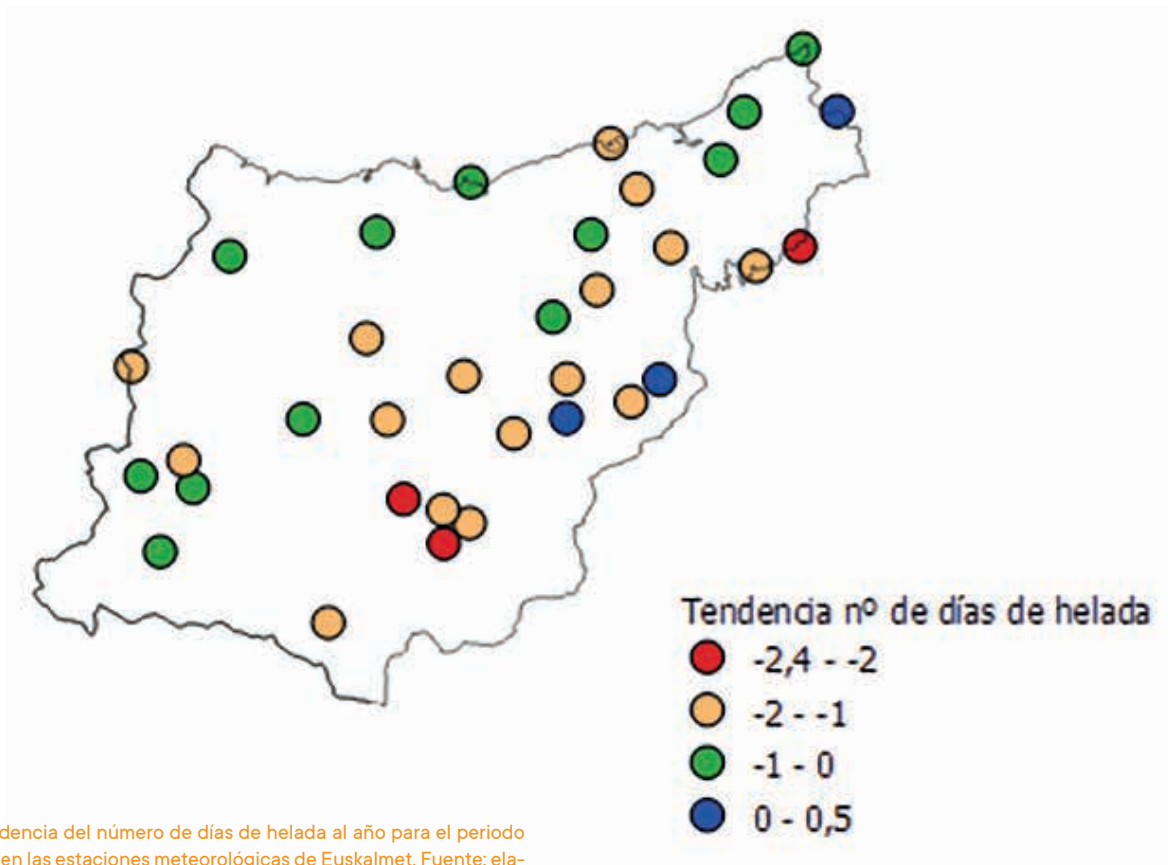 Tendencia nº de días de helada
-2,4 - -2
-2 - -1
-1 - 0
0 - 0,5
dencia del número de días de helada al año para el periodo
en las estaciones meteorológicas de Euskalmet. Fuente: ela-